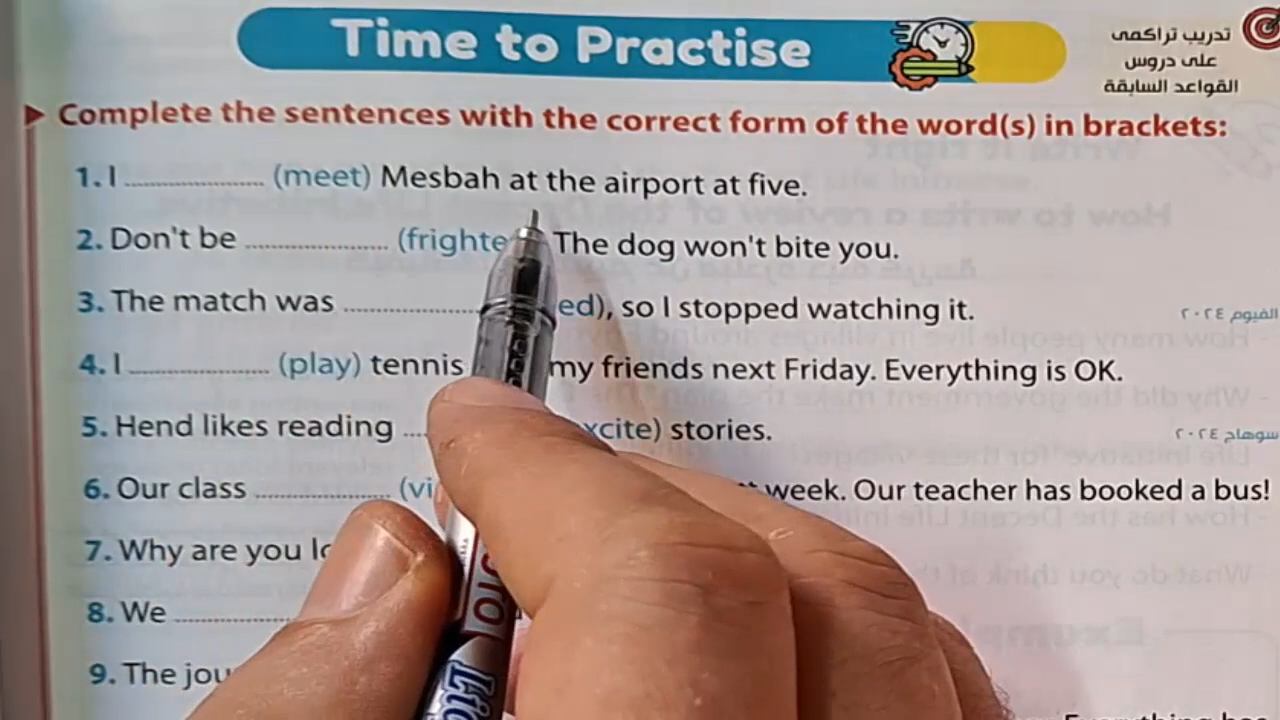 Time to Practise
تدريب تراكمى
على دروس
القواعد السابقة
Complete the sentences with the correct form of the word(s) in brackets:
1. I .................... (meet) Mesbah at the airport at five.
2. Don't be .................... (frighte The dog won't bite you.
3. The match was .................... ed), so I stopped watching it.
الفيوم ٢٠٢٤
4. I .................... (play) tennis my friends next Friday. Everything is OK.
5. Hend likes reading .... xcite) stories.
سوهاج ٢٠٢٤
6. Our class .................... (vi week. Our teacher has booked a bus!
7. Why are you lo
8. We ....................
9. The jou